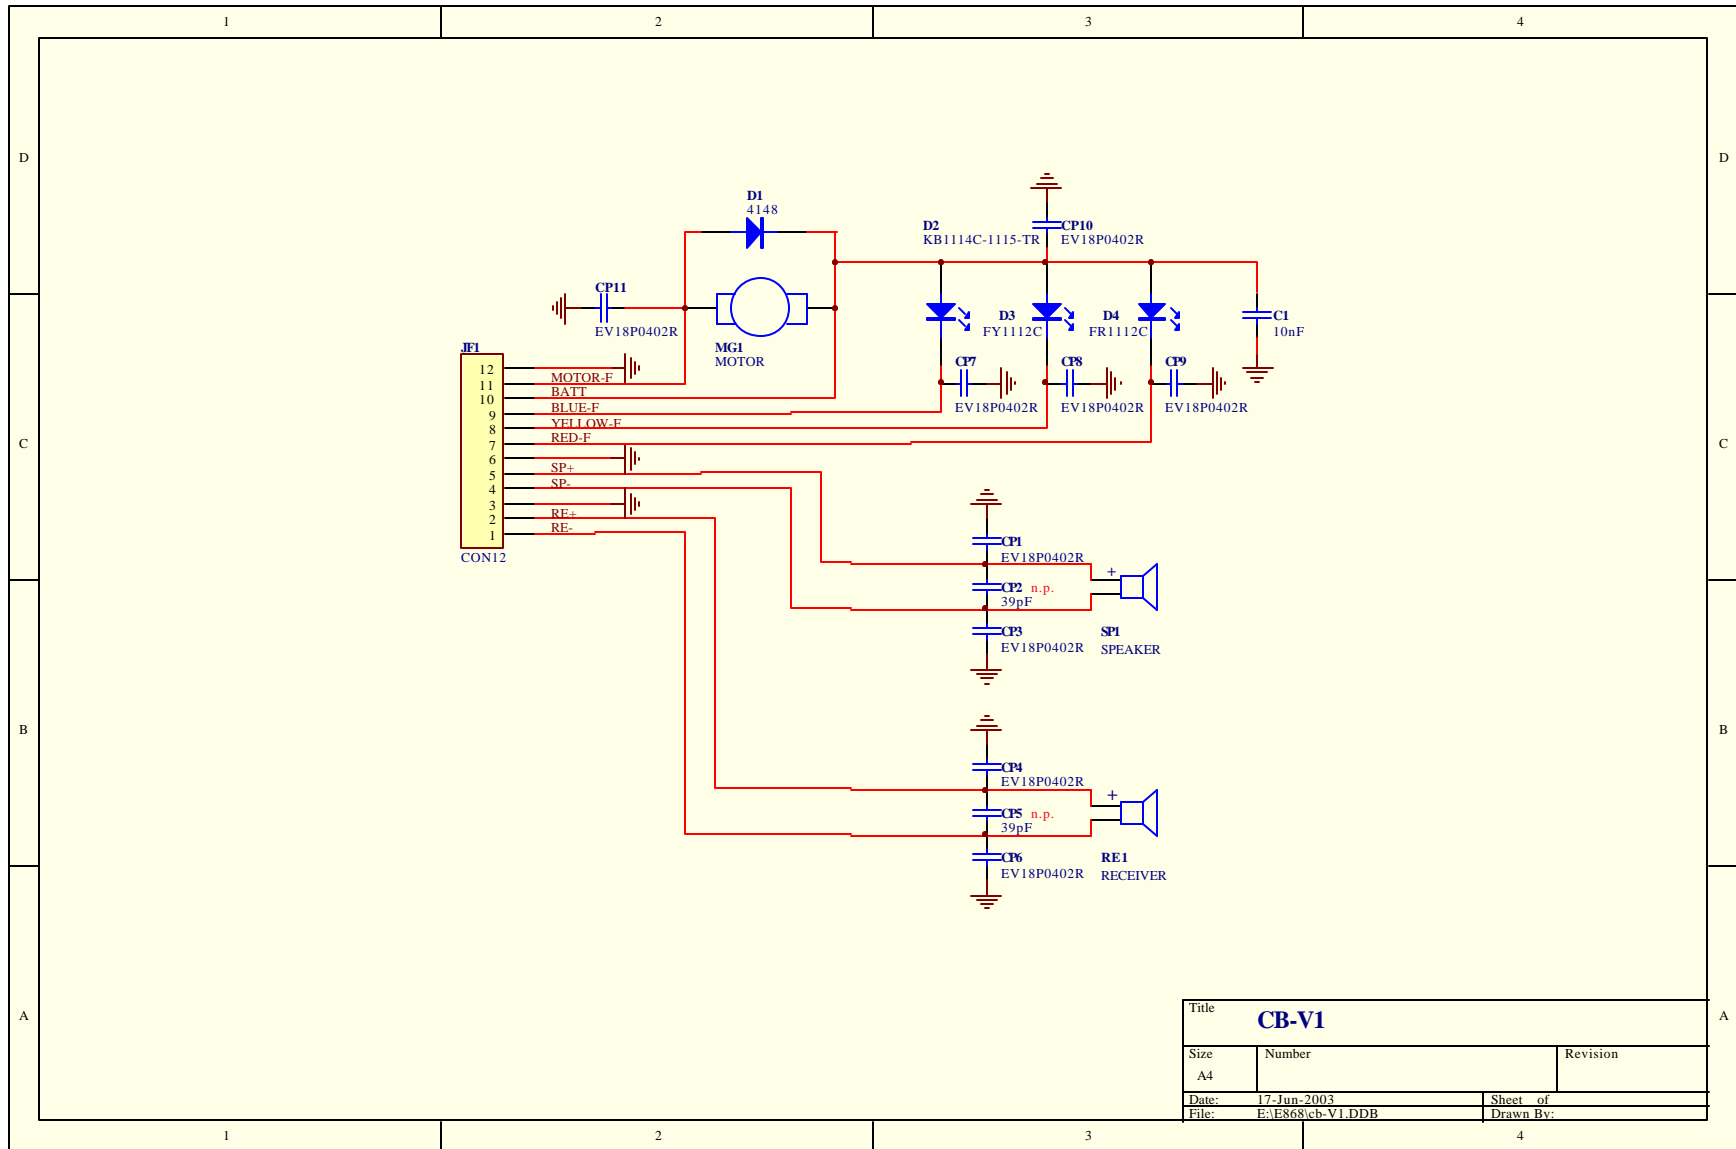 1 2 3 4
D D
D1
4148
D2
KB1114C-1115-TR
CP10
EV18P0402R
CP11
EV18P0402R
D3
FY1112C
D4
FR1112C
C1
10nF
MG1
MOTOR
JF1
CP7
EV18P0402R
CP8
EV18P0402R
CP9
EV18P0402R
12
11 MOTOR-F
10 BATT
9 BLUE-F
8 YELLOW-F
7 RED-F
6
5 SP+
4 SP-
3
2 RE+
1 RE-
CON12
C C
CP1
EV18P0402R
CP2 n.p.
39pF
CP3
EV18P0402R
+
SP1
SPEAKER
B B
CP4
EV18P0402R
CP5 n.p.
39pF
CP6
EV18P0402R
+
RE1
RECEIVER
A A
Title
CB-V1
Size Number Revision
A4
Date: 17-Jun-2003 Sheet of
File: E:\E868\cb-V1.DDB Drawn By:
1 2 3 4